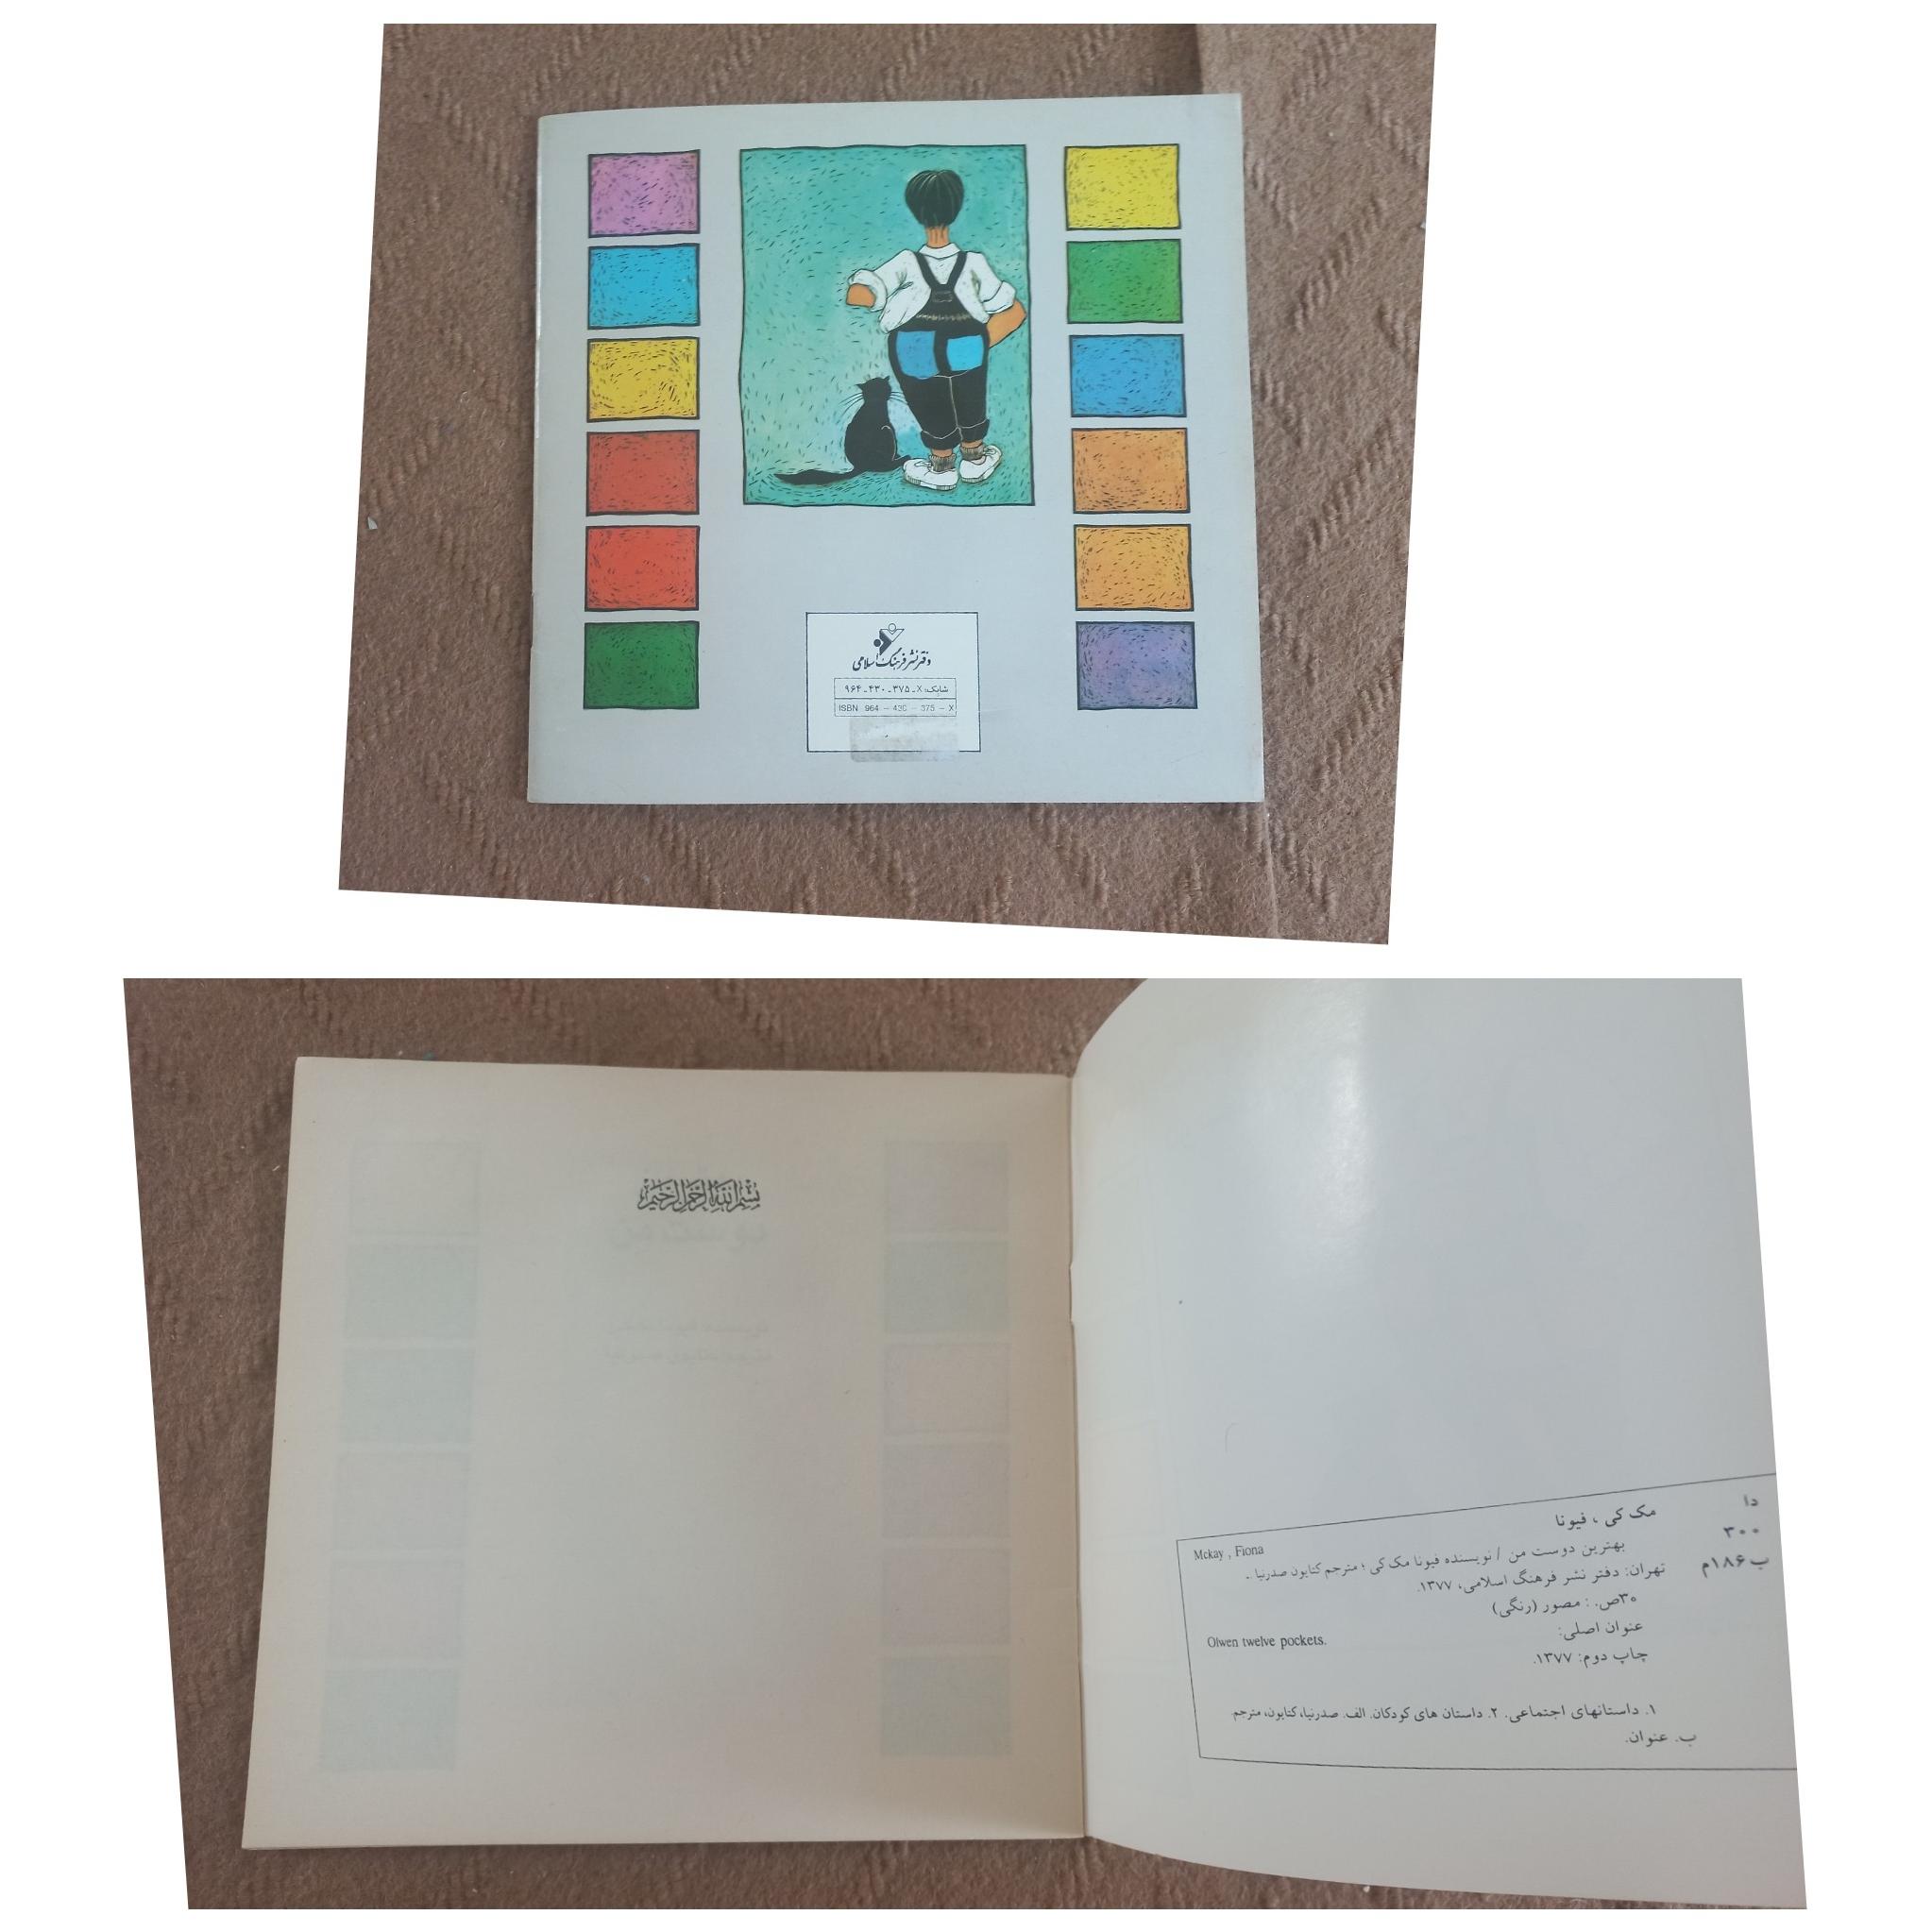 دفتر نشر فرهنگ اسلامی
شابک: X ـ ۳۷۵ ـ ۴۳۰ ـ ۹۶۴
ISBN 964 – 430 – 375 – X
بسم الله الرحمن الرحیم
دوست من
دا
۳۰۰
ب۱۸۶م
مک کی ، فیونا
Mckay , Fiona
بهترین دوست من / نویسنده فیونا مک کی ؛ مترجم کتایون صدرنیا .-
تهران: دفتر نشر فرهنگ اسلامی، ۱۳۷۷.
۳۰ص. : مصور (رنگی)
عنوان اصلی:
Olwen twelve pockets.
چاپ دوم: ۱۳۷۷.
۱. داستانهای اجتماعی. ۲. داستان های کودکان. الف. صدرنیا، کتایون، مترجم.
ب. عنوان.